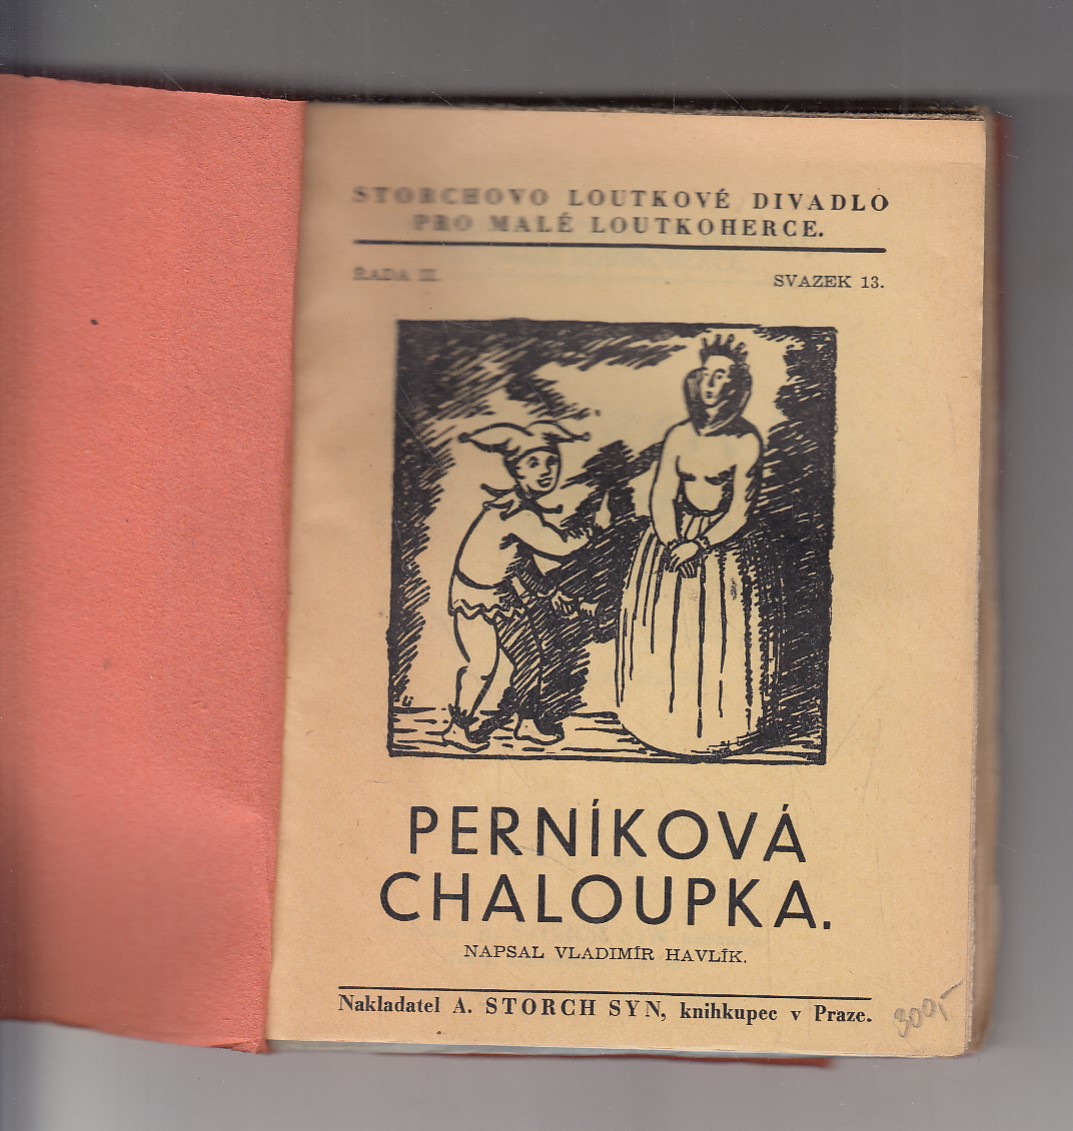 STORCHOVO LOUTKOVÉ DIVADLO
PRO MALÉ LOUTKOHERCE.
ŘADA II. SVAZEK 13.
PERNÍKOVÁ
CHALOUPKA.
NAPSAL VLADIMÍR HAVLÍK.
Nakladatel A. STORCH SYN, knihkupec v Praze.